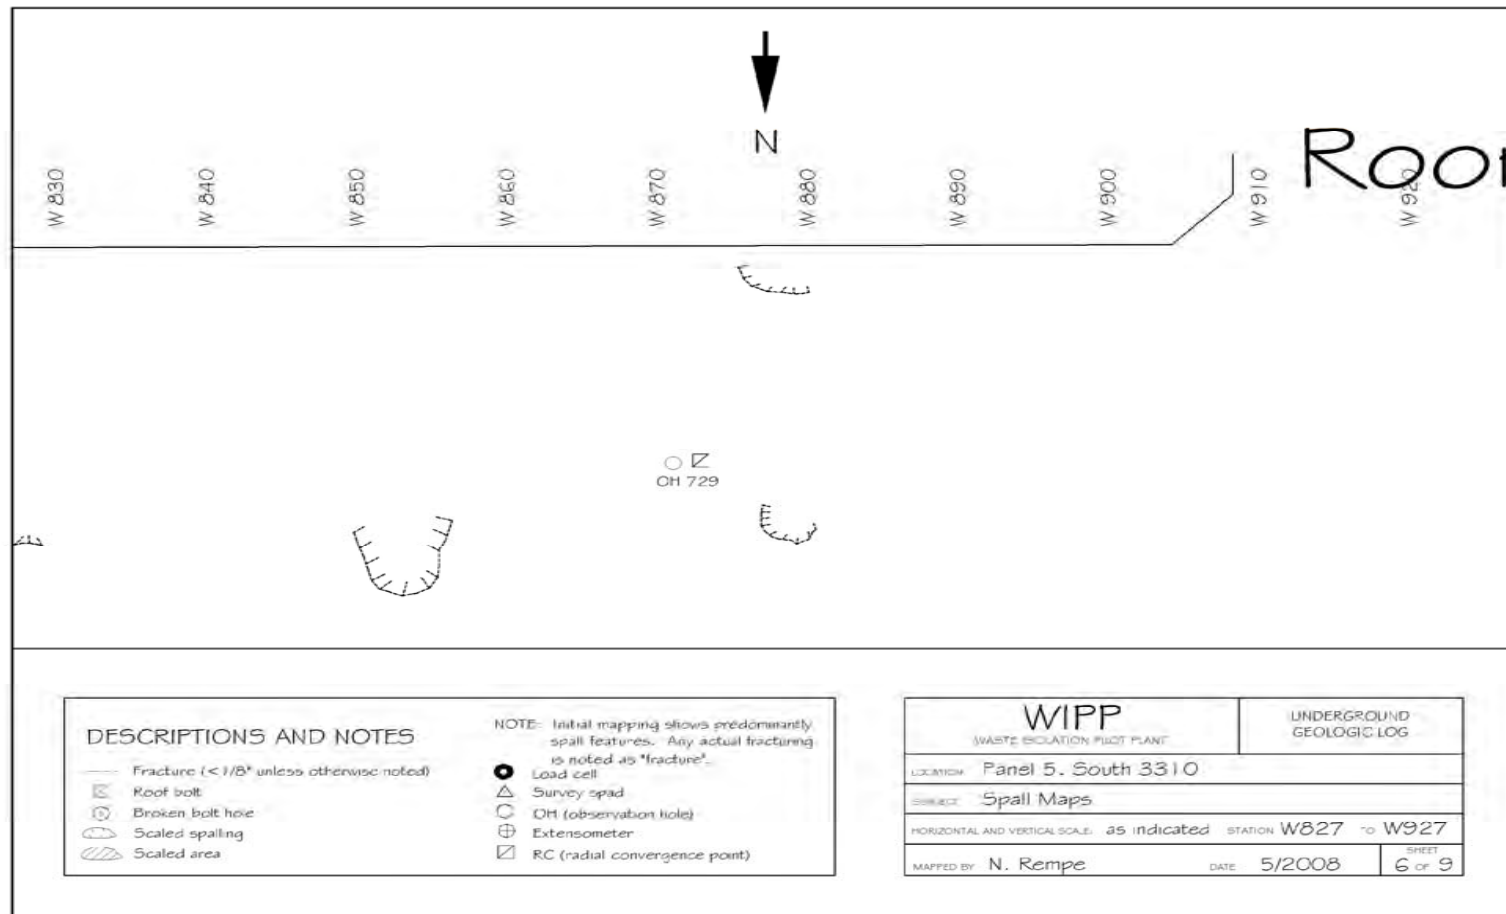 N
Roof
W 830
W 840
W 850
W 860
W 870
W 880
W 890
W 900
W 910
W 920
OH 729
DESCRIPTIONS AND NOTES
Fracture (<1/8" unless otherwise noted)
Roof bolt
Broken bolt hole
Scaled spalling
Scaled area
NOTE: Initial mapping shows predominantly
spall features. Any actual fracturing
is noted as "fracture".
Load cell
Survey spad
OH (observation hole)
Extensometer
RC (radial convergence point)
WIPP
WASTE ISOLATION PILOT PLANT
UNDERGROUND
GEOLOGIC LOG
LOCATION: Panel 5. South 3310
SUBJECT: Spall Maps
HORIZONTAL AND VERTICAL SCALE: as indicated STATION W827 TO W927
MAPPED BY N. Rempe DATE 5/2008 SHEET
6 OF 9